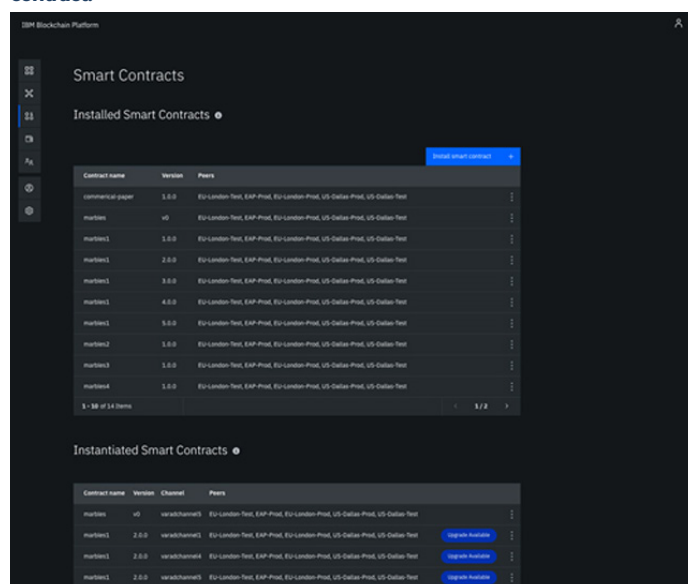 IBM Blockchain Platform
Smart Contracts
Installed Smart Contracts
Install smart contract +
Contract name Version Peers
commerical-paper 1.0.0 EU-London-Test, EAP-Prod, EU-London-Prod, US-Dallas-Prod, US-Dallas-Test
marbles v0 EU-London-Test, EAP-Prod, EU-London-Prod, US-Dallas-Prod, US-Dallas-Test
marbles1 1.0.0 EU-London-Test, EAP-Prod, EU-London-Prod, US-Dallas-Prod, US-Dallas-Test
marbles1 2.0.0 EU-London-Test, EAP-Prod, EU-London-Prod, US-Dallas-Prod, US-Dallas-Test
marbles1 3.0.0 EU-London-Test, EAP-Prod, EU-London-Prod, US-Dallas-Prod, US-Dallas-Test
marbles1 4.0.0 EU-London-Test, EAP-Prod, EU-London-Prod, US-Dallas-Prod, US-Dallas-Test
marbles1 5.0.0 EU-London-Test, EAP-Prod, EU-London-Prod, US-Dallas-Prod, US-Dallas-Test
marbles2 1.0.0 EU-London-Test, EAP-Prod, EU-London-Prod, US-Dallas-Prod, US-Dallas-Test
marbles3 1.0.0 EU-London-Test, EAP-Prod, EU-London-Prod, US-Dallas-Prod, US-Dallas-Test
marbles4 1.0.0 EU-London-Test, EAP-Prod, EU-London-Prod, US-Dallas-Prod, US-Dallas-Test
1 - 10 of 14 Items < 1 / 2 >
Instantiated Smart Contracts
Contract name Version Channel Peers
marbles v0 varadchannel5 EU-London-Test, EAP-Prod, EU-London-Prod, US-Dallas-Prod, US-Dallas-Test
marbles1 2.0.0 varadchannel1 EU-London-Test, EAP-Prod, EU-London-Prod, US-Dallas-Prod, US-Dallas-Test Upgrade Available
marbles1 2.0.0 varadchannel4 EU-London-Test, EAP-Prod, EU-London-Prod, US-Dallas-Prod, US-Dallas-Test Upgrade Available
marbles1 2.0.0 varadchannel5 EU-London-Test, EAP-Prod, EU-London-Prod, US-Dallas-Prod, US-Dallas-Test Upgrade Available